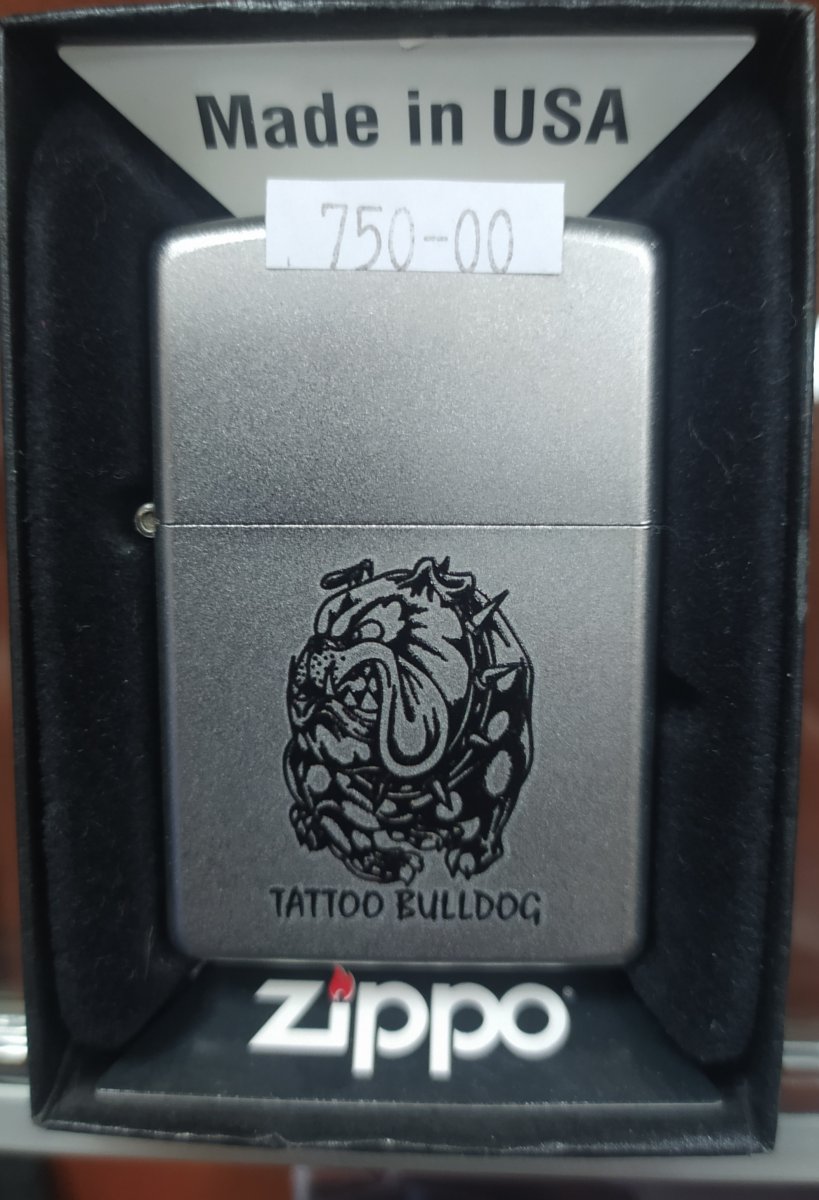 Made in USA
750-00
TATTOO BULLDOG
zippo